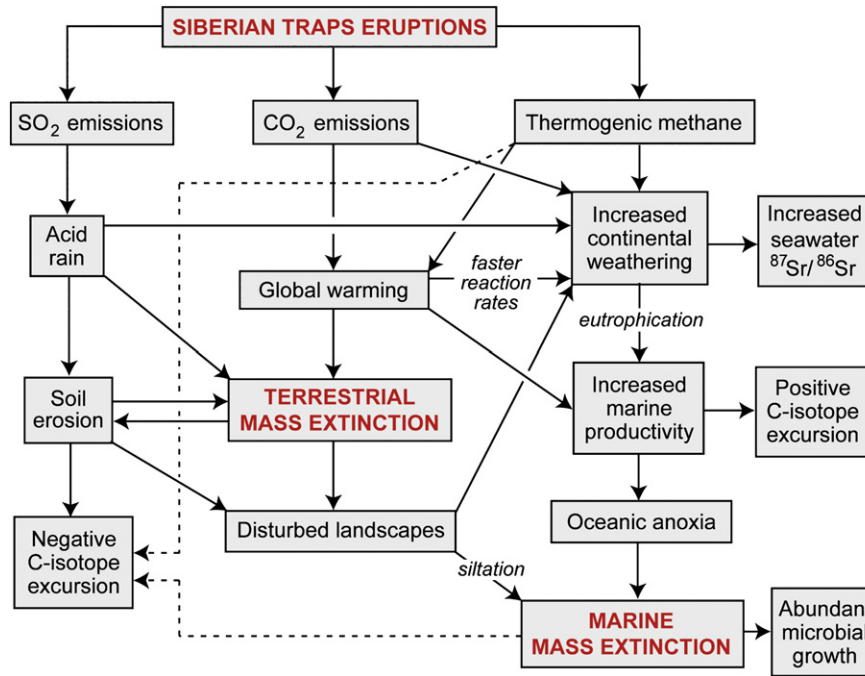 SIBERIAN TRAPS ERUPTIONS
SO2 emissions
CO2 emissions
Thermogenic methane
Acid
rain
Increased
continental
weathering
Increased
seawater
87Sr/86Sr
Global warming
faster
reaction
rates
eutrophication
Soil
erosion
TERRESTRIAL
MASS EXTINCTION
Increased
marine
productivity
Positive
C-isotope
excursion
Negative
C-isotope
excursion
Disturbed landscapes
Oceanic anoxia
siltation
MARINE
MASS EXTINCTION
Abundan
microbial
growth